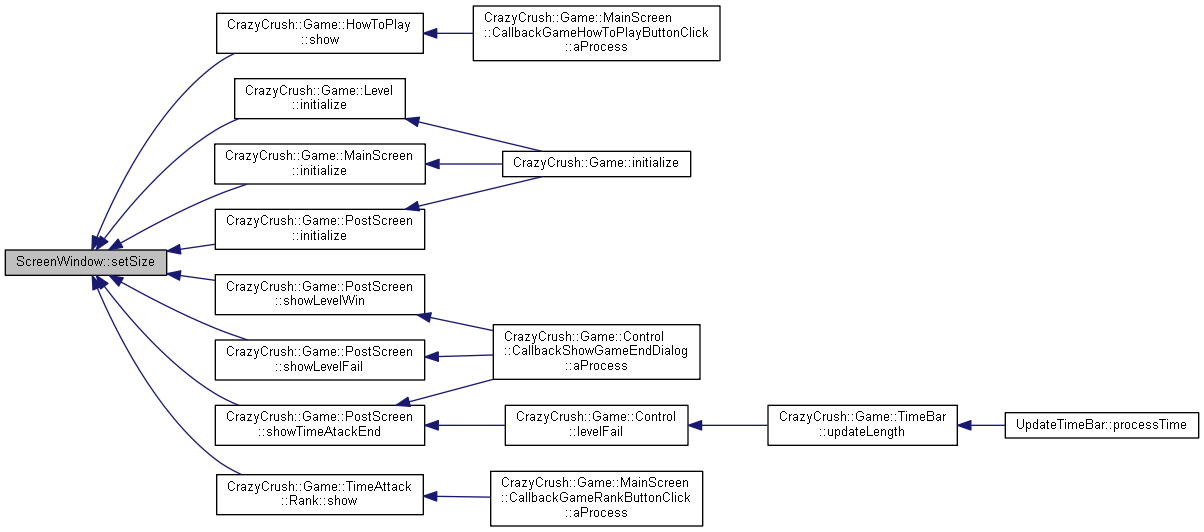 CrazyCrush::Game::HowToPlay
::show
CrazyCrush::Game::MainScreen
::CallbackGameHowToPlayButtonClick
::aProcess
CrazyCrush::Game::Level
::initialize
CrazyCrush::Game::MainScreen
::initialize
CrazyCrush::Game::initialize
CrazyCrush::Game::PostScreen
::initialize
ScreenWindow::setSize
CrazyCrush::Game::PostScreen
::showLevelWin
CrazyCrush::Game::Control
::CallbackShowGameEndDialog
::aProcess
CrazyCrush::Game::PostScreen
::showLevelFail
CrazyCrush::Game::PostScreen
::showTimeAtackEnd
CrazyCrush::Game::Control
::levelFail
CrazyCrush::Game::TimeBar
::updateLength
UpdateTimeBar::processTime
CrazyCrush::Game::TimeAttack
::Rank::show
CrazyCrush::Game::MainScreen
::CallbackGameRankButtonClick
::aProcess